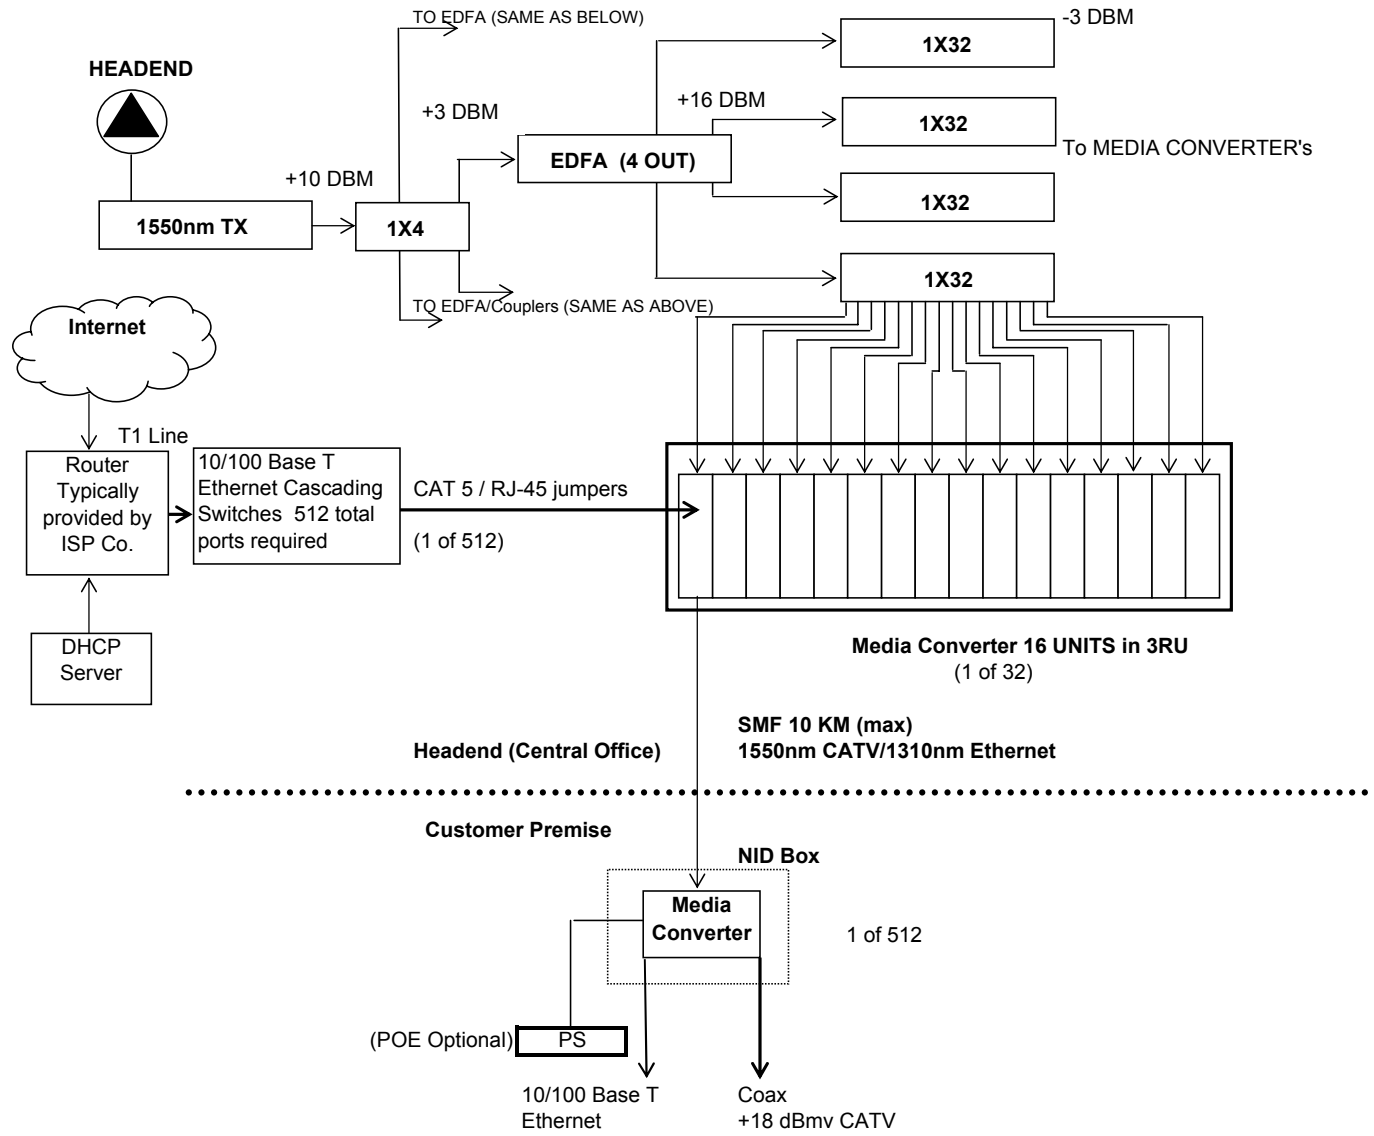 TO EDFA (SAME AS BELOW)
-3 DBM
1X32
HEADEND
+3 DBM
+16 DBM
1X32
To MEDIA CONVERTER's
EDFA (4 OUT)
+10 DBM
1X32
1550nm TX
1X4
1X32
TO EDFA/Couplers (SAME AS ABOVE)
Internet
T1 Line
Router
Typically
provided by
ISP Co.
10/100 Base T
Ethernet Cascading
Switches 512 total
ports required
CAT 5 / RJ-45 jumpers
(1 of 512)
DHCP
Server
Media Converter 16 UNITS in 3RU
(1 of 32)
SMF 10 KM (max)
1550nm CATV/1310nm Ethernet
Headend (Central Office)
Customer Premise
NID Box
Media
Converter
1 of 512
(POE Optional)
PS
10/100 Base T
Ethernet
Coax
+18 dBmv CATV